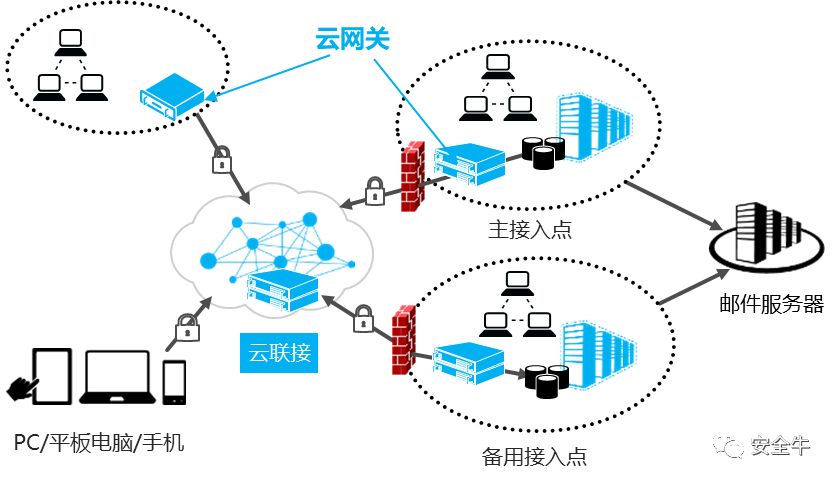 云网关
主接入点
邮件服务器
云联接
PC/平板电脑/手机
备用接入点
安全牛